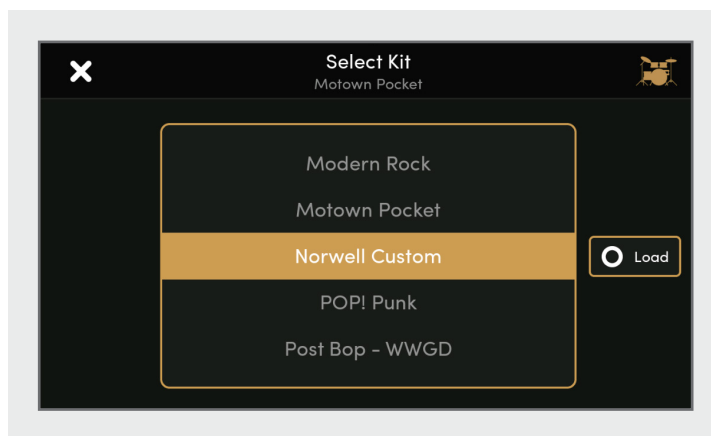 Select Kit
Motown Pocket
Modern Rock
Motown Pocket
Norwell Custom
Load
POP! Punk
Post Bop - WWGD